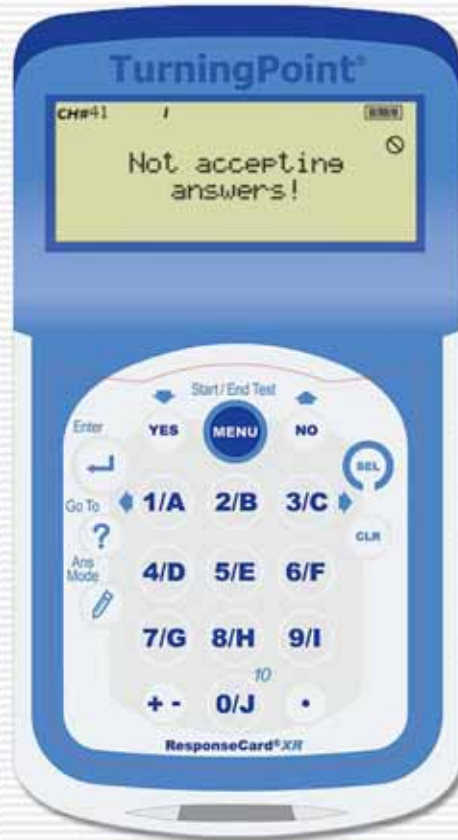 TurningPoint®
CH#41 I
Not accepting
answers!
Start/End Test
Enter YES MENU NO
SEL
Go To 1/A 2/B 3/C
? CLR
Ans
Mode 4/D 5/E 6/F
7/G 8/H 9/I
10
+ - 0/J •
ResponseCard® XR